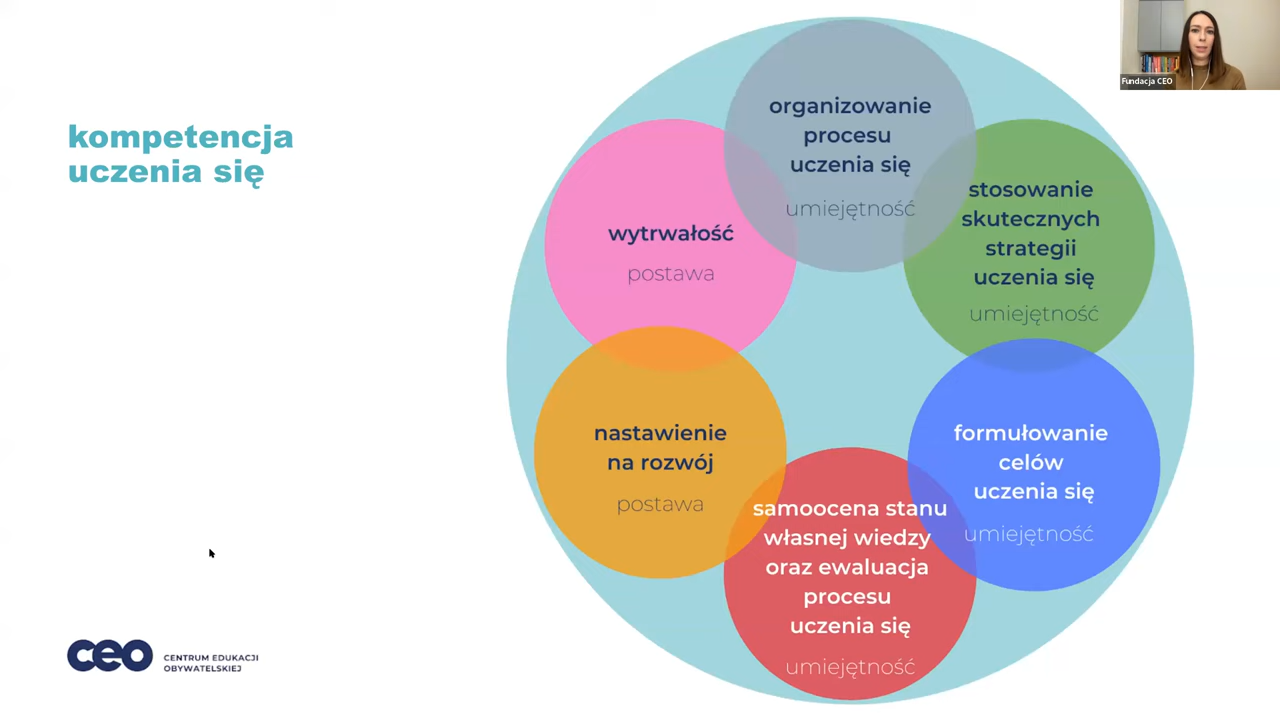 kompetencja
uczenia się
organizowanie
procesu
uczenia się
umiejętność
stosowanie
skutecznych
strategii
uczenia się
umiejętność
formułowanie
celów
uczenia się
umiejętność
samoocena stanu
własnej wiedzy
oraz ewaluacja
procesu
uczenia się
umiejętność
nastawienie
na rozwój
postawa
wytrwałość
postawa
ceo
CENTRUM EDUKACJI
OBYWATELSKIEJ
Fundacja CEO